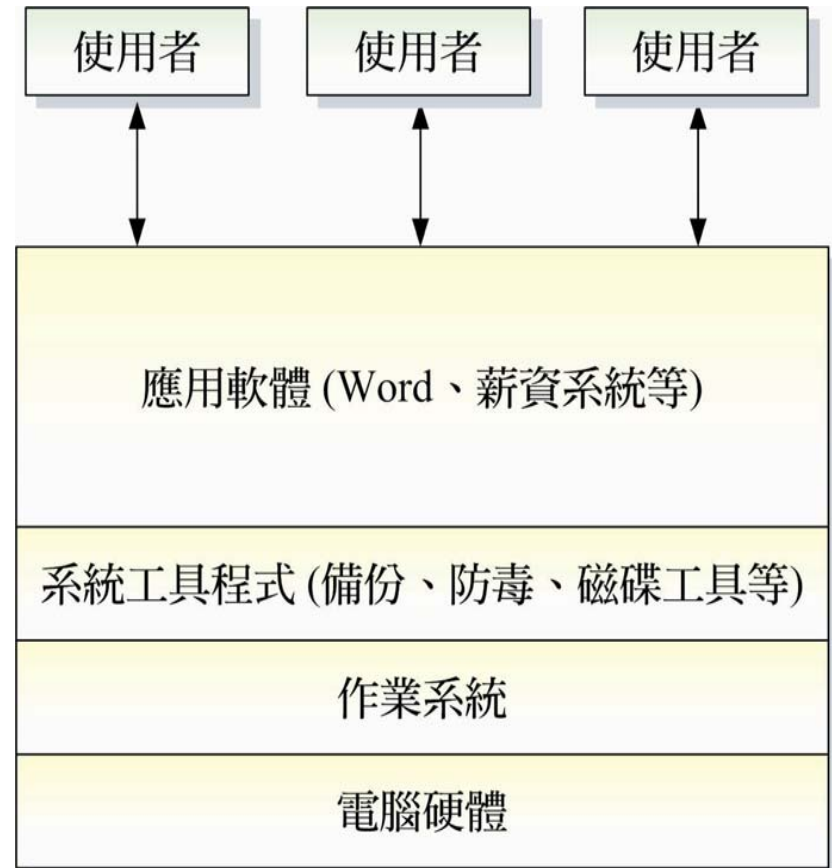 使用者 使用者 使用者
應用軟體 (Word、薪資系統等)
系統工具程式 (備份、防毒、磁碟工具等)
作業系統
電腦硬體